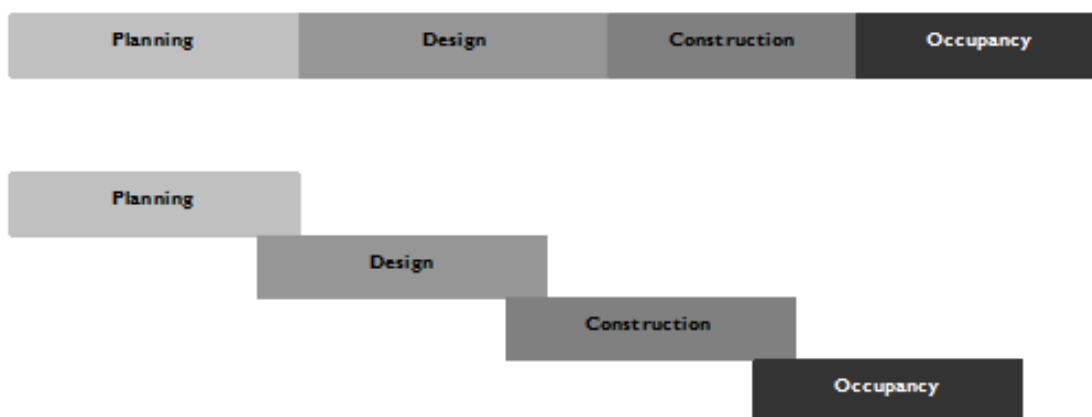 Planning Design Construction Occupancy
Planning
Design
Construction
Occupancy